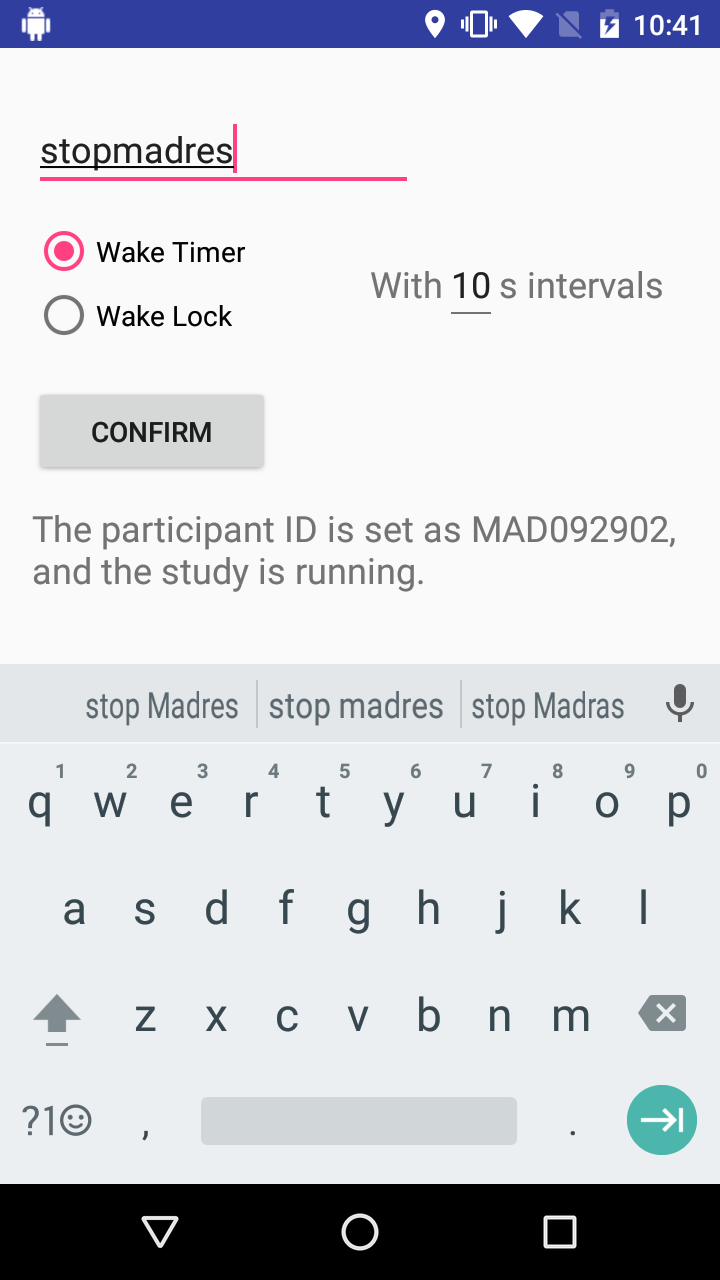 10:41
stopmadres
Wake Timer
With 10 s intervals
Wake Lock
CONFIRM
The participant ID is set as MAD092902,
and the study is running.
stop Madres stop madres stop Madras
1 2 3 4 5 6 7 8 9 0
q w e r t y u i o p
a s d f g h j k l
z x c v b n m
?1☺ , .